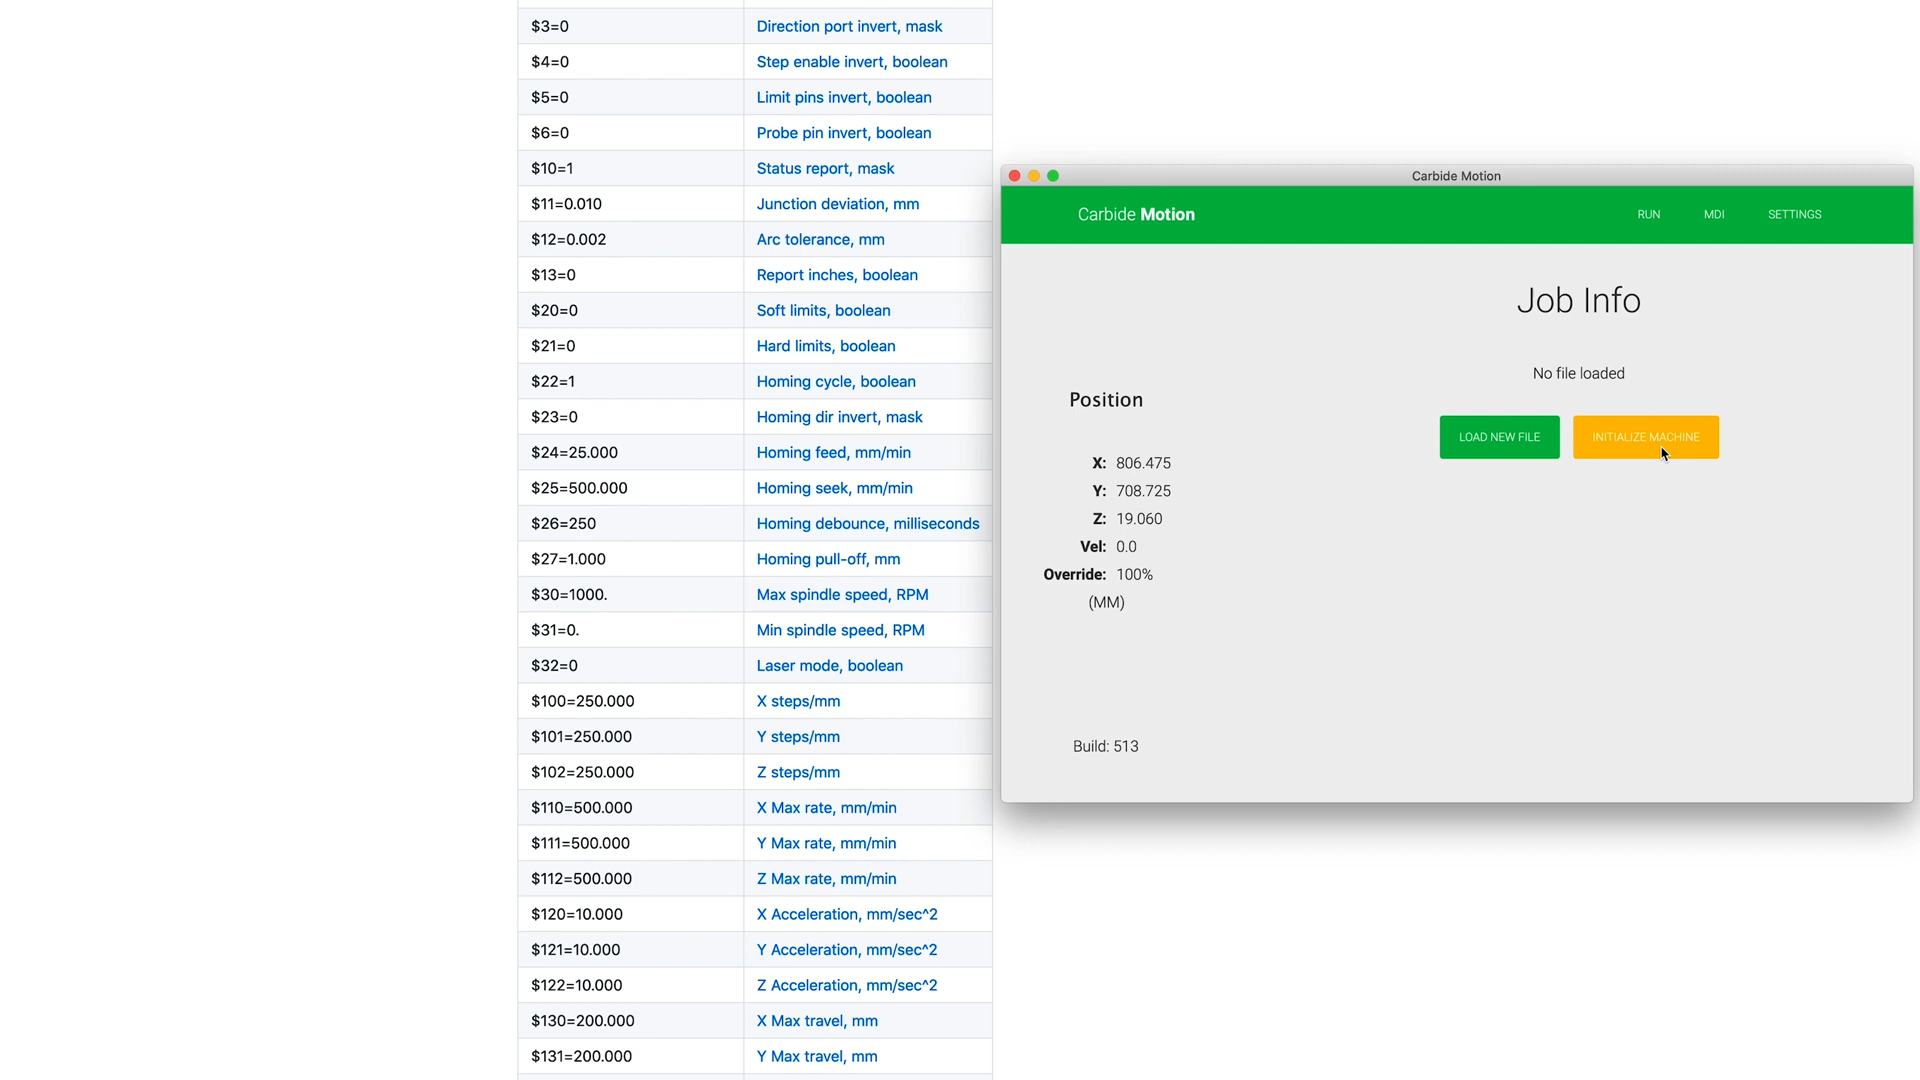 $3=0 Direction port invert, mask
$4=0 Step enable invert, boolean
$5=0 Limit pins invert, boolean
$6=0 Probe pin invert, boolean
$10=1 Status report, mask
$11=0.010 Junction deviation, mm
$12=0.002 Arc tolerance, mm
$13=0 Report inches, boolean
$20=0 Soft limits, boolean
$21=0 Hard limits, boolean
$22=1 Homing cycle, boolean
$23=0 Homing dir invert, mask
$24=25.000 Homing feed, mm/min
$25=500.000 Homing seek, mm/min
$26=250 Homing debounce, milliseconds
$27=1.000 Homing pull-off, mm
$30=1000. Max spindle speed, RPM
$31=0. Min spindle speed, RPM
$32=0 Laser mode, boolean
$100=250.000 X steps/mm
$101=250.000 Y steps/mm
$102=250.000 Z steps/mm
$110=500.000 X Max rate, mm/min
$111=500.000 Y Max rate, mm/min
$112=500.000 Z Max rate, mm/min
$120=10.000 X Acceleration, mm/sec^2
$121=10.000 Y Acceleration, mm/sec^2
$122=10.000 Z Acceleration, mm/sec^2
$130=200.000 X Max travel, mm
$131=200.000 Y Max travel, mm
Carbide Motion
Carbide Motion RUN MDI SETTINGS
Job Info
No file loaded
LOAD NEW FILE INITIALIZE MACHINE
Position
X: 806.475
Y: 708.725
Z: 19.060
Vel: 0.0
Override: 100%
(MM)
Build: 513